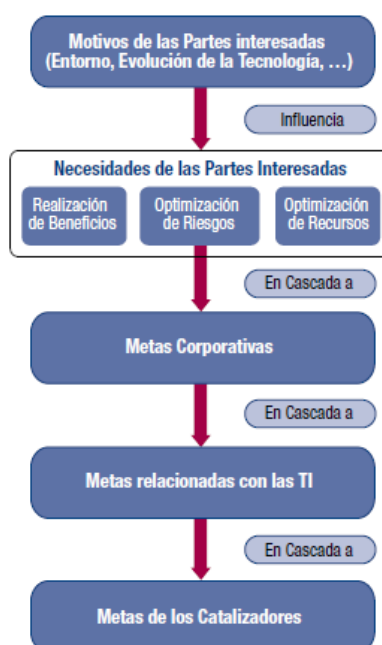 Motivos de las Partes interesadas
(Entorno, Evolución de la Tecnología, …)
Influencia
Necesidades de las Partes Interesadas
Realización
de Beneficios
Optimización
de Riesgos
Optimización
de Recursos
En Cascada a
Metas Corporativas
En Cascada a
Metas relacionadas con las TI
En Cascada a
Metas de los Catalizadores